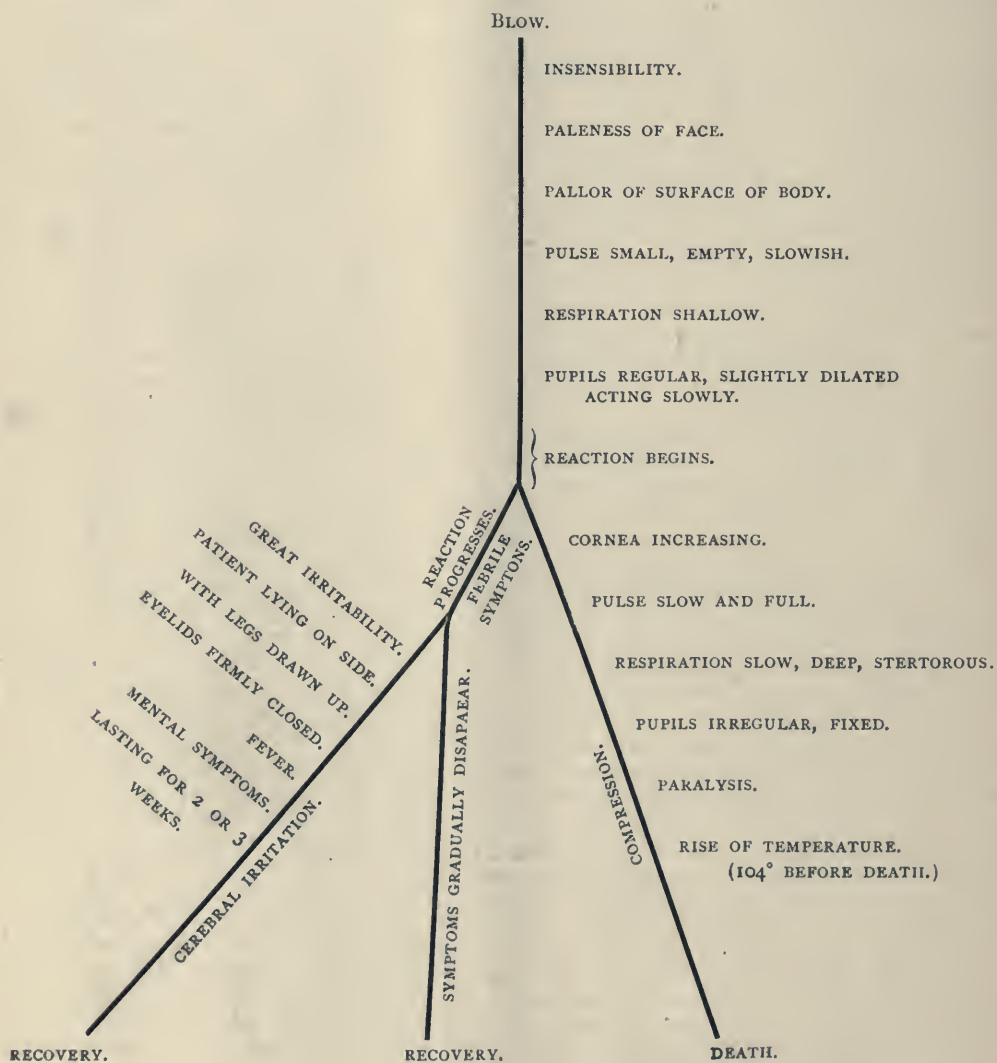 BLOW.
INSENSIBILITY.
PALENESS OF FACE.
PALLOR OF SURFACE OF BODY.
PULSE SMALL, EMPTY, SLOWISH.
RESPIRATION SHALLOW.
PUPILS REGULAR, SLIGHTLY DILATED
ACTING SLOWLY.
REACTION BEGINS.
REACTION
PROGRESSES.
FEBRILE
SYMPTONS.
GREAT IRRITABILITY.
PATIENT LYING ON SIDE.
WITH LEGS DRAWN UP.
EYELIDS FIRMLY CLOSED.
FEVER.
MENTAL SYMPTOMS.
LASTING FOR 2 OR 3
WEEKS.
CEREBRAL IRRITATION.
SYMPTOMS GRADUALLY DISAPAEAR.
COMPRESSION.
CORNEA INCREASING.
PULSE SLOW AND FULL.
RESPIRATION SLOW, DEEP, STERTOROUS.
PUPILS IRREGULAR, FIXED.
PARALYSIS.
RISE OF TEMPERATURE.
(104° BEFORE DEATH.)
RECOVERY.
RECOVERY.
DEATH.